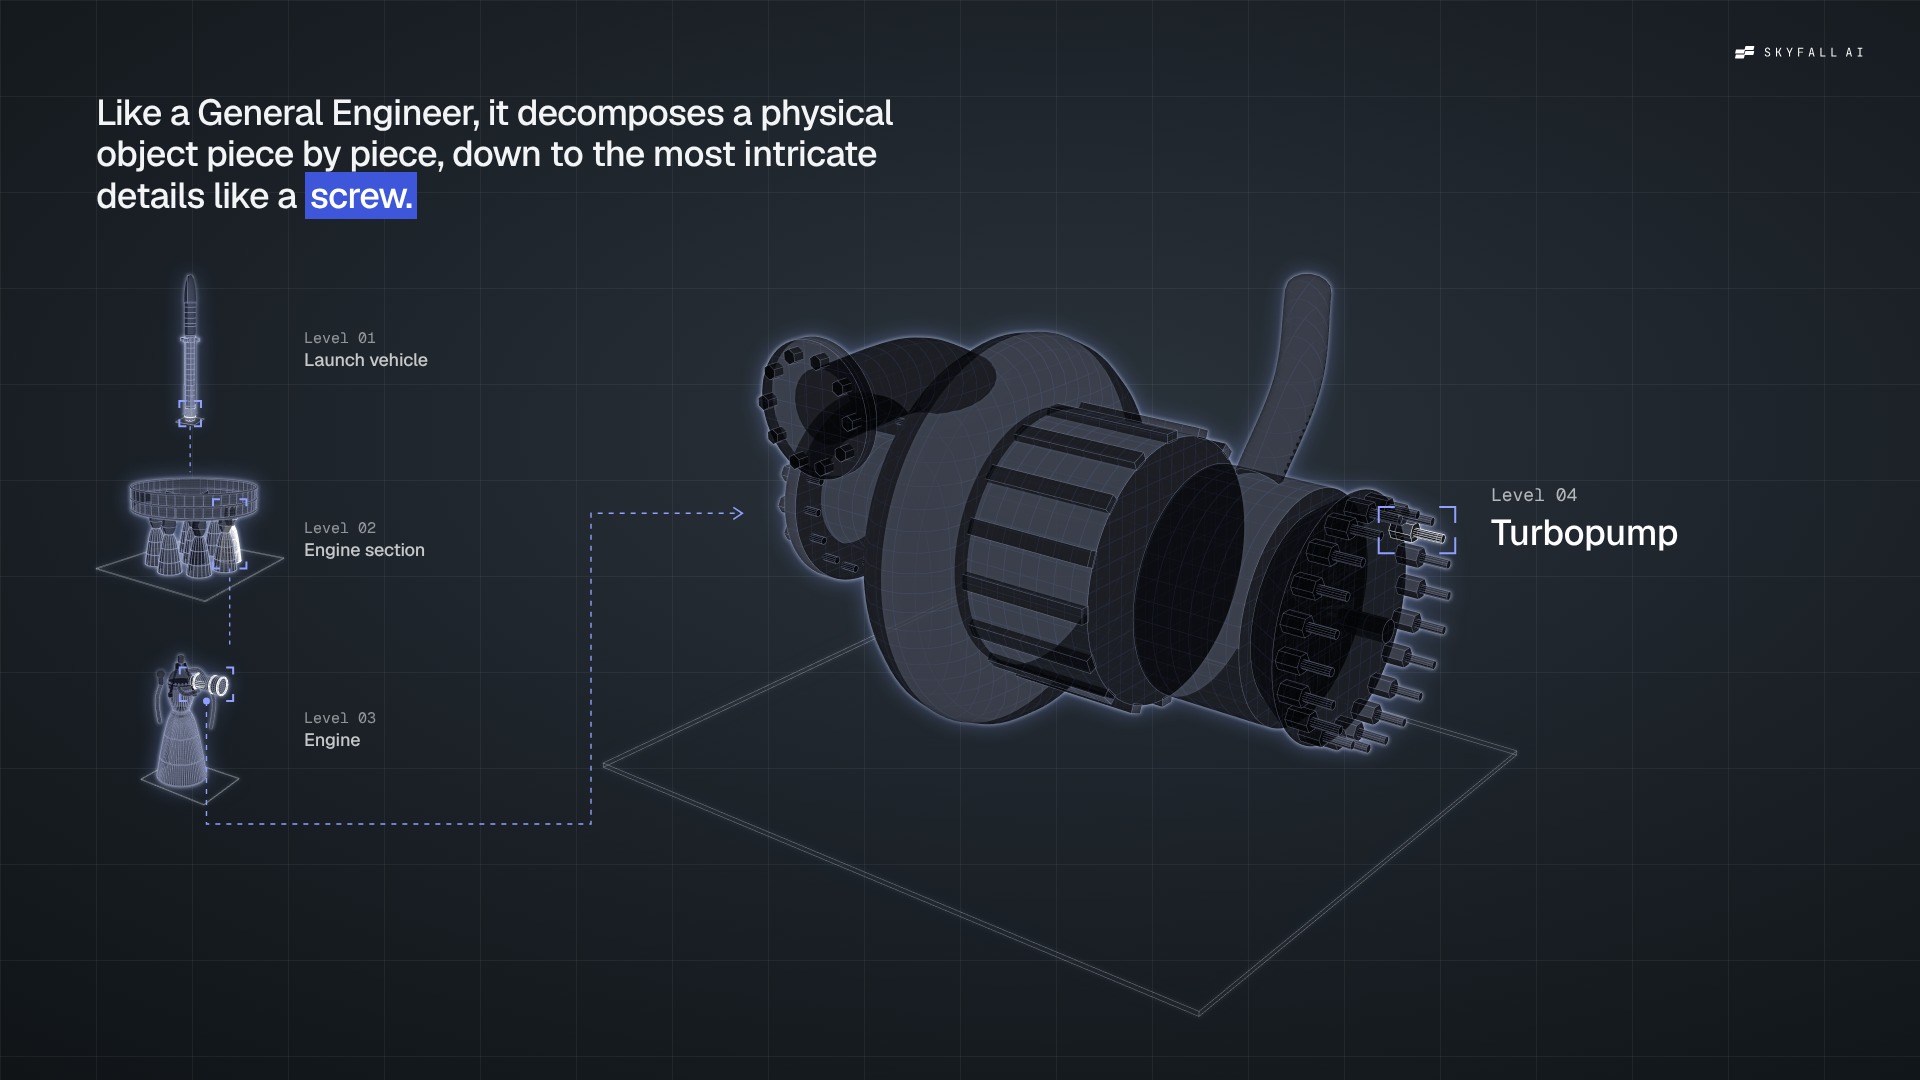 SKYFALL AI
Like a General Engineer, it decomposes a physical
object piece by piece, down to the most intricate
details like a screw.
Level 01
Launch vehicle
Level 02
Engine section
Level 03
Engine
Level 04
Turbopump